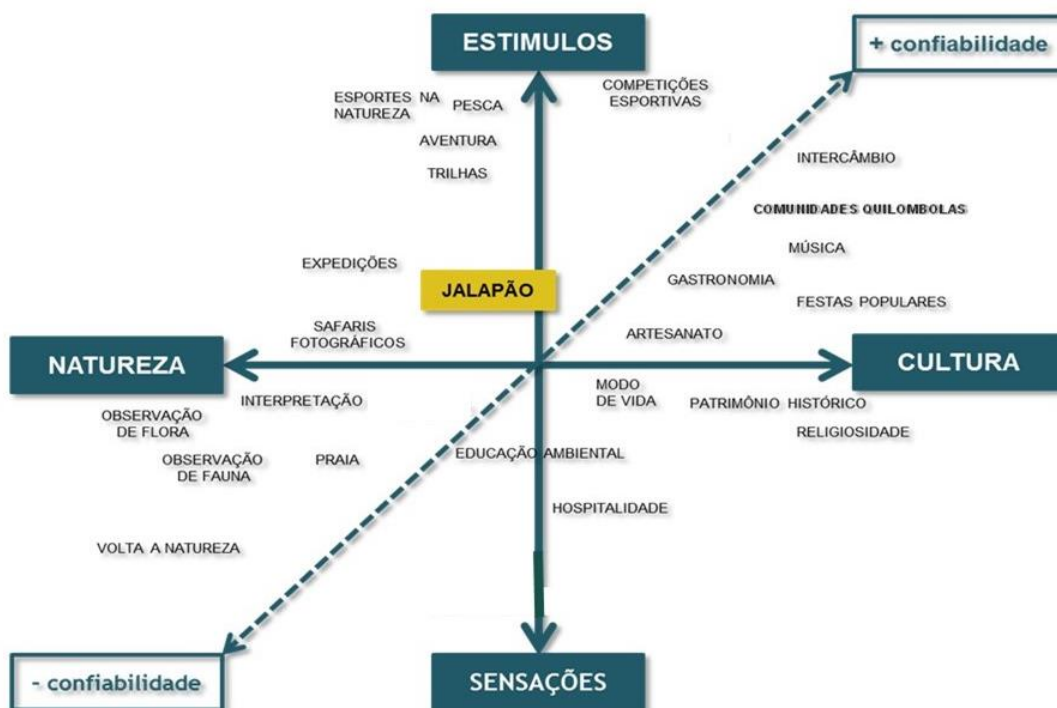 ESTIMULOS
+ confiabilidade
ESPORTES NA
NATUREZA
PESCA
COMPETIÇÕES
ESPORTIVAS
AVENTURA
TRILHAS
INTERCÂMBIO
COMUNIDADES QUILOMBOLAS
MÚSICA
EXPEDIÇÕES
JALAPÃO
GASTRONOMIA
FESTAS POPULARES
SAFARIS
FOTOGRÁFICOS
ARTESANATO
NATUREZA
CULTURA
INTERPRETAÇÃO
MODO
DE VIDA
PATRIMÔNIO HISTÓRICO
OBSERVAÇÃO
DE FLORA
RELIGIOSIDADE
OBSERVAÇÃO
DE FAUNA
PRAIA
EDUCAÇÃO AMBIENTAL
HOSPITALIDADE
VOLTA A NATUREZA
- confiabilidade
SENSAÇÕES